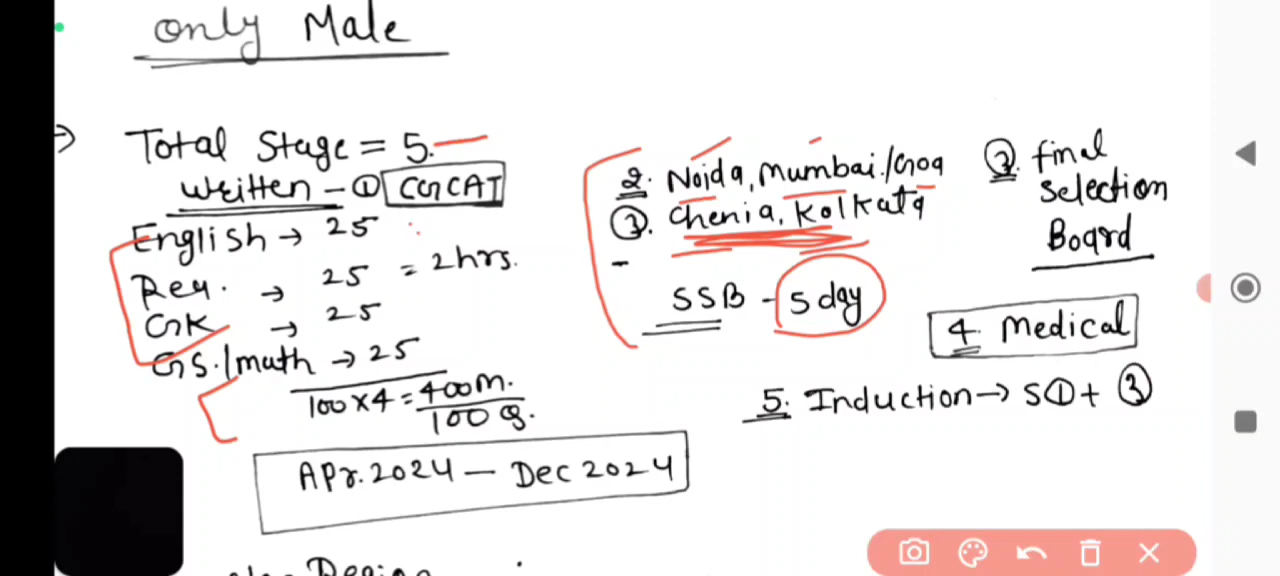 only Male
→ Total Stage = 5.
Written - ① CGCAT
English → 25
Rey. → 25 = 2hrs.
GK → 25
GS./math → 25
100x4 = 400m.
100 Q.
Apr. 2024 - Dec 2024
2. Noida, Mumbai/Goa
③. Chenia, Kolkata
SSB - 5 day
③ final
Selection
Board
4. Medical
5. Induction → S① + ③